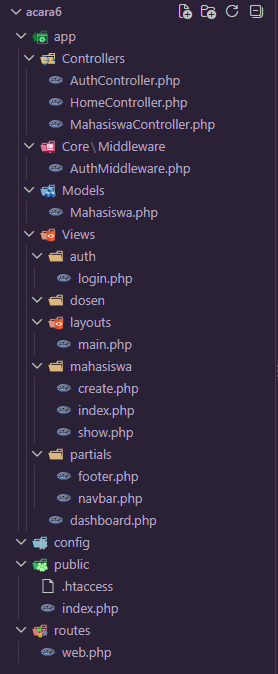 acara6
app
Controllers
AuthController.php
HomeController.php
MahasiswaController.php
Core\Middleware
AuthMiddleware.php
Models
Mahasiswa.php
Views
auth
login.php
dosen
layouts
main.php
mahasiswa
create.php
index.php
show.php
partials
footer.php
navbar.php
dashboard.php
config
public
.htaccess
index.php
routes
web.php